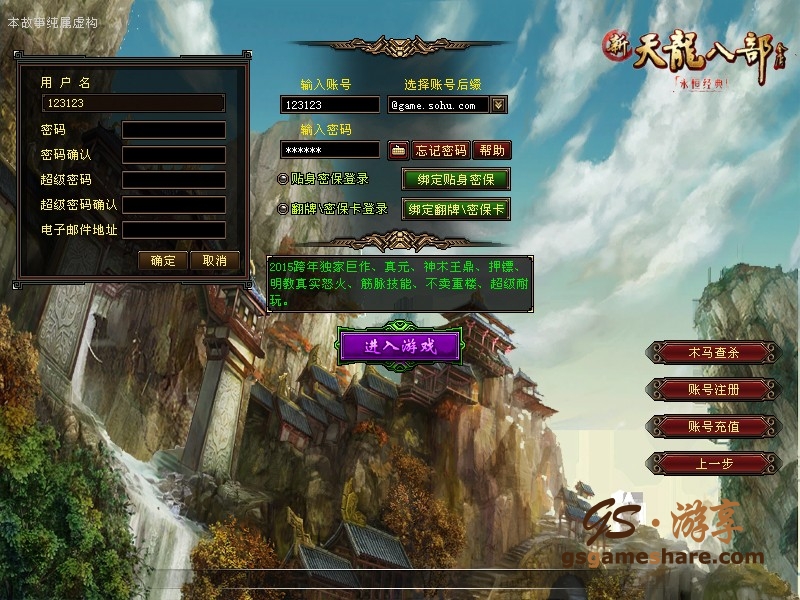 本故事纯属虚构
用 户 名
123123
密码
密码确认
超级密码
超级密码确认
电子邮件地址
确定
取消
输入账号
选择账号后缀
123123
@game.sohu.com
输入密码
******
忘记密码
帮助
贴身密保登录
绑定贴身密保
翻牌\密保卡登录
绑定翻牌\密保卡
2015跨年独家巨作、真元、神木王鼎、押镖、
明教真实怒火、筋脉技能、不卖重楼、超级耐
玩。
进入游戏
新天龍八部
「永恒经典!
木马查杀
账号注册
账号充值
上一步
GS·游享
gsgameshare.com